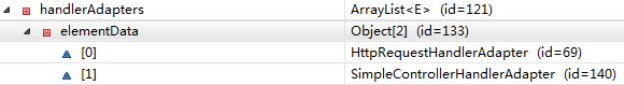 handlerAdapters ArrayList<E> (id=121)
elementData Object[2] (id=133)
[0] HttpRequestHandlerAdapter (id=69)
[1] SimpleControllerHandlerAdapter (id=140)